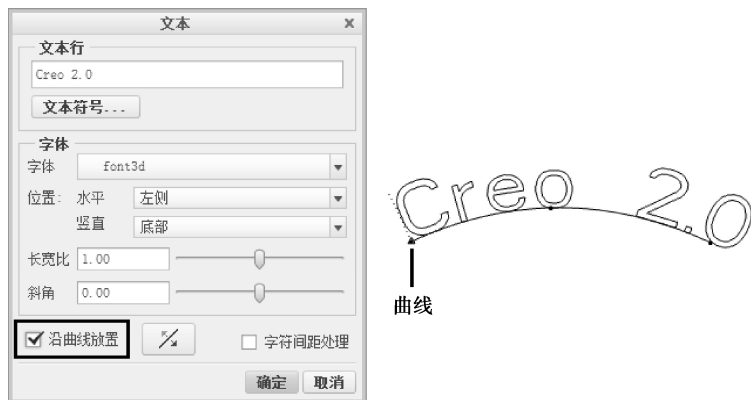 文本
文本行
Creo 2.0
文本符号...
字体
字体 font3d
位置: 水平 左侧
竖直 底部
长宽比 1.00
斜角 0.00
沿曲线放置 字符间距处理
确定 取消
Creo 2.0
曲线